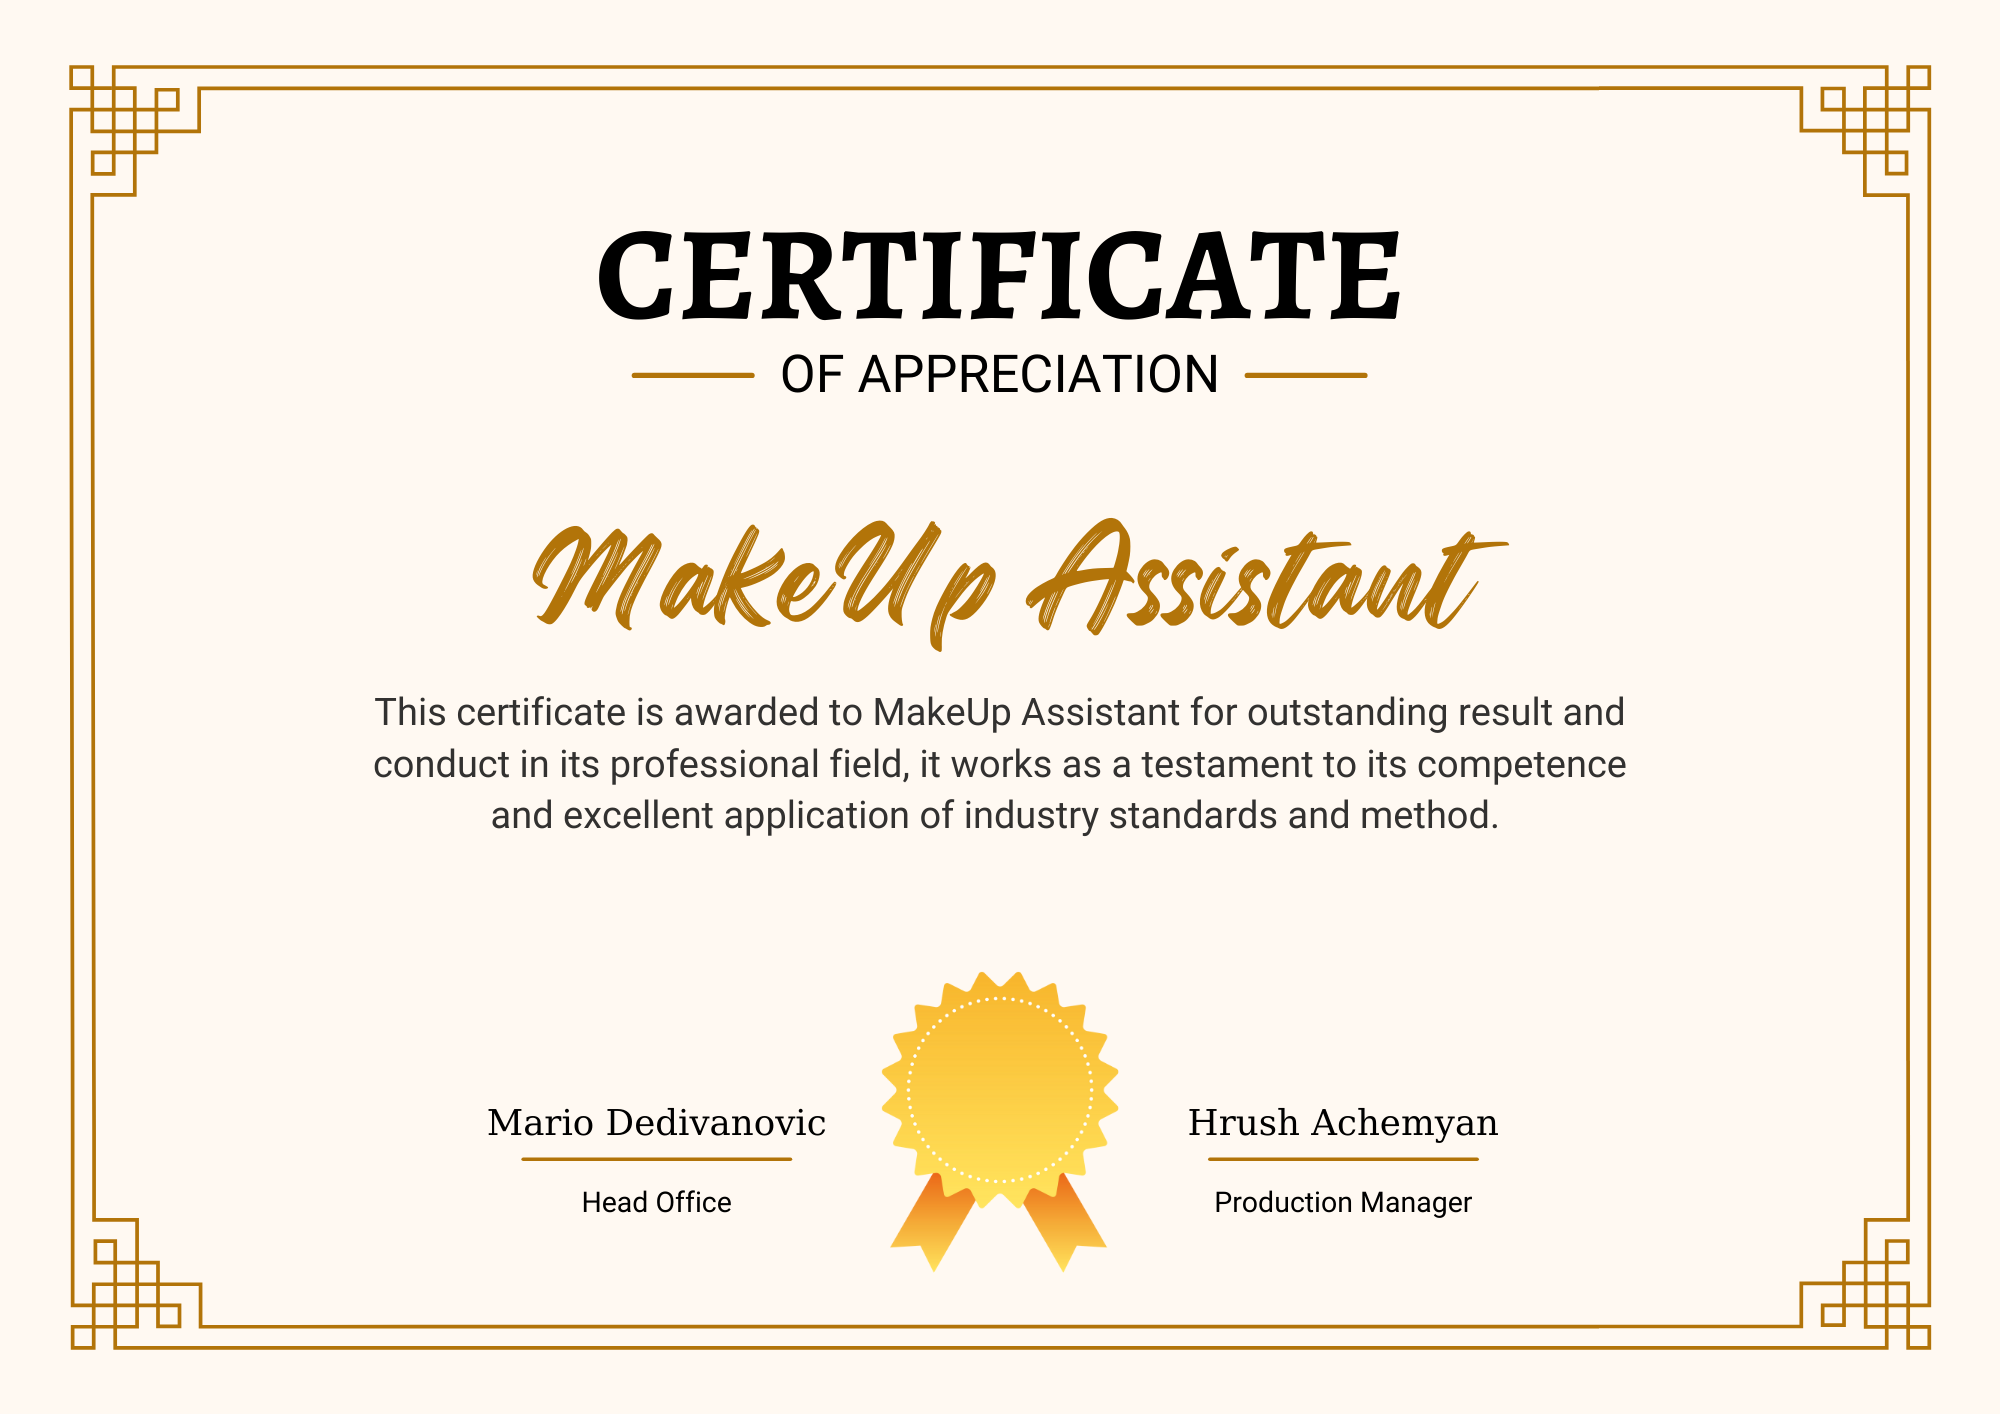 CERTIFICATE
OF APPRECIATION
MakeUp Assistant
This certificate is awarded to MakeUp Assistant for outstanding result and
conduct in its professional field, it works as a testament to its competence
and excellent application of industry standards and method.
Mario Dedivanovic
Head Office
Hrush Achemyan
Production Manager